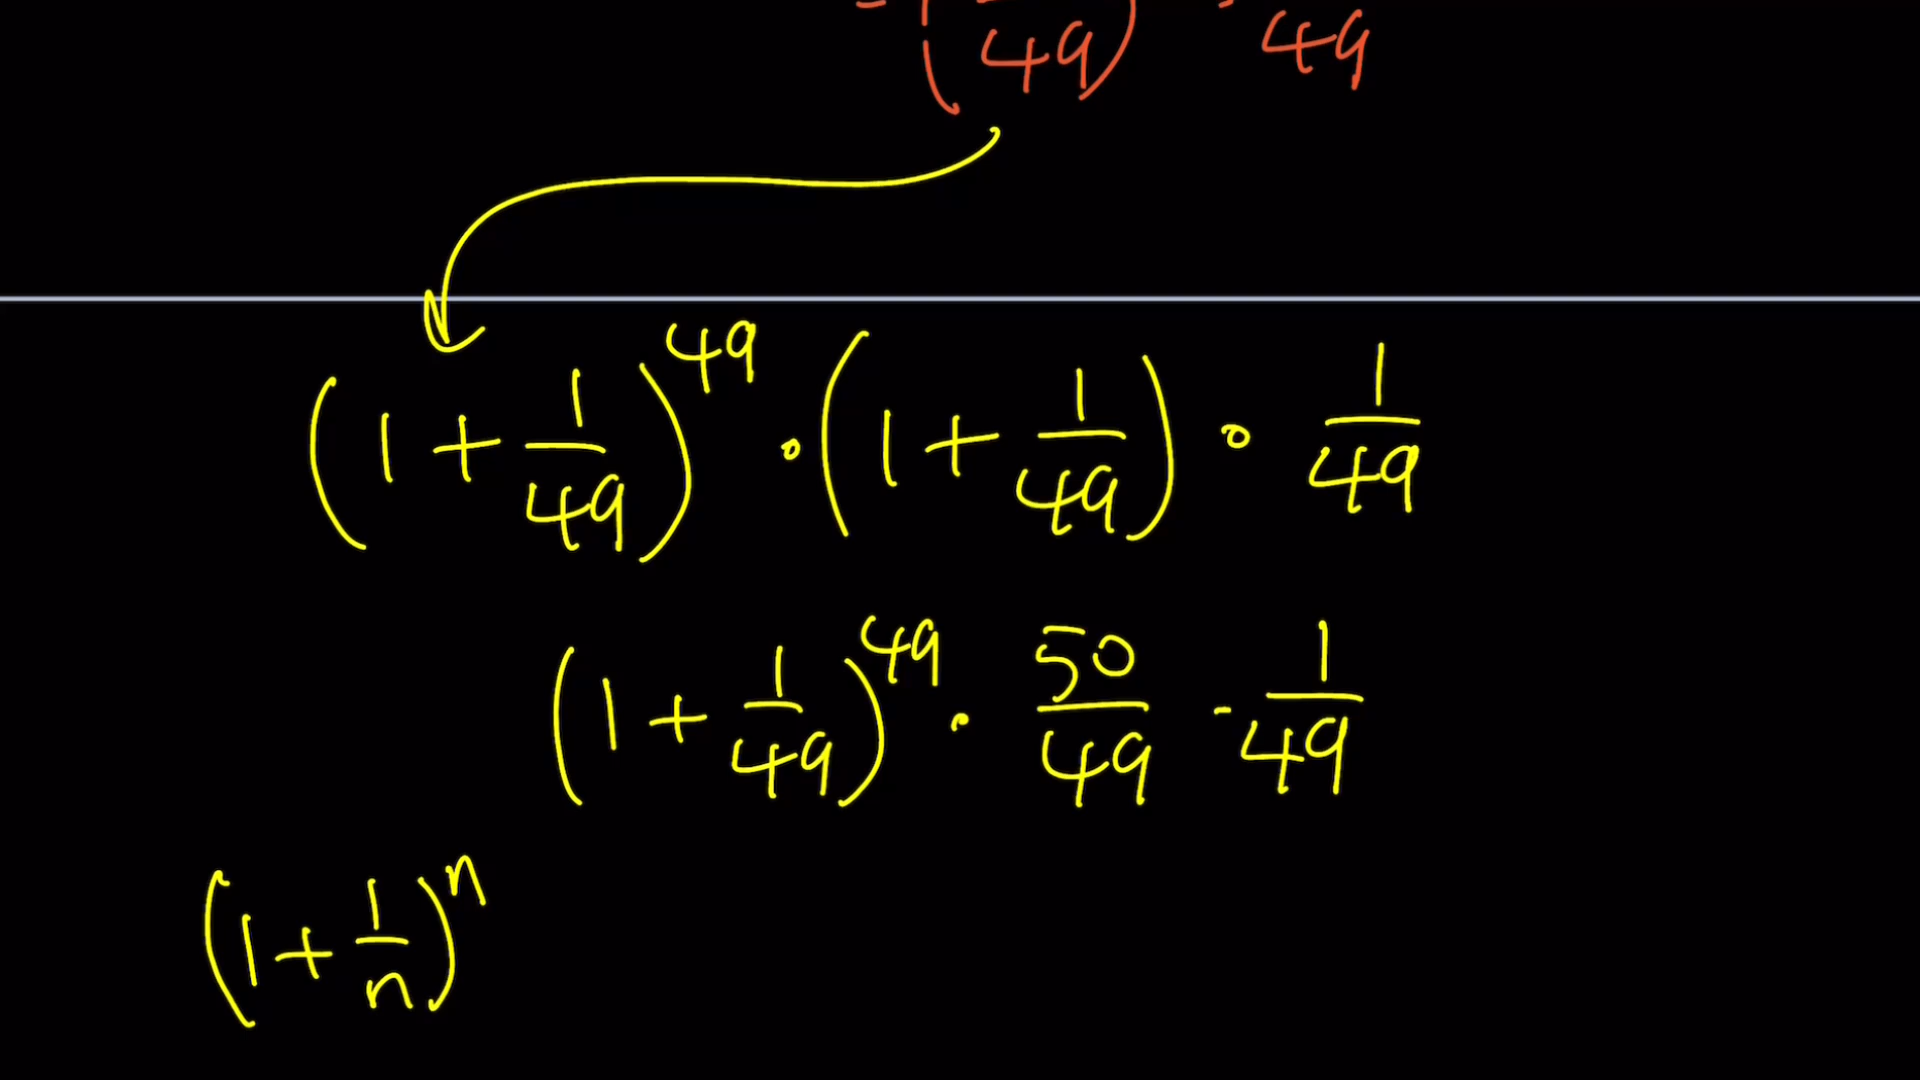 = ( 49 ) · 49
(1 + 1/49)^49 · (1 + 1/49) · 1/49
(1 + 1/49)^49 · 50/49 · 1/49
(1 + 1/n)^n